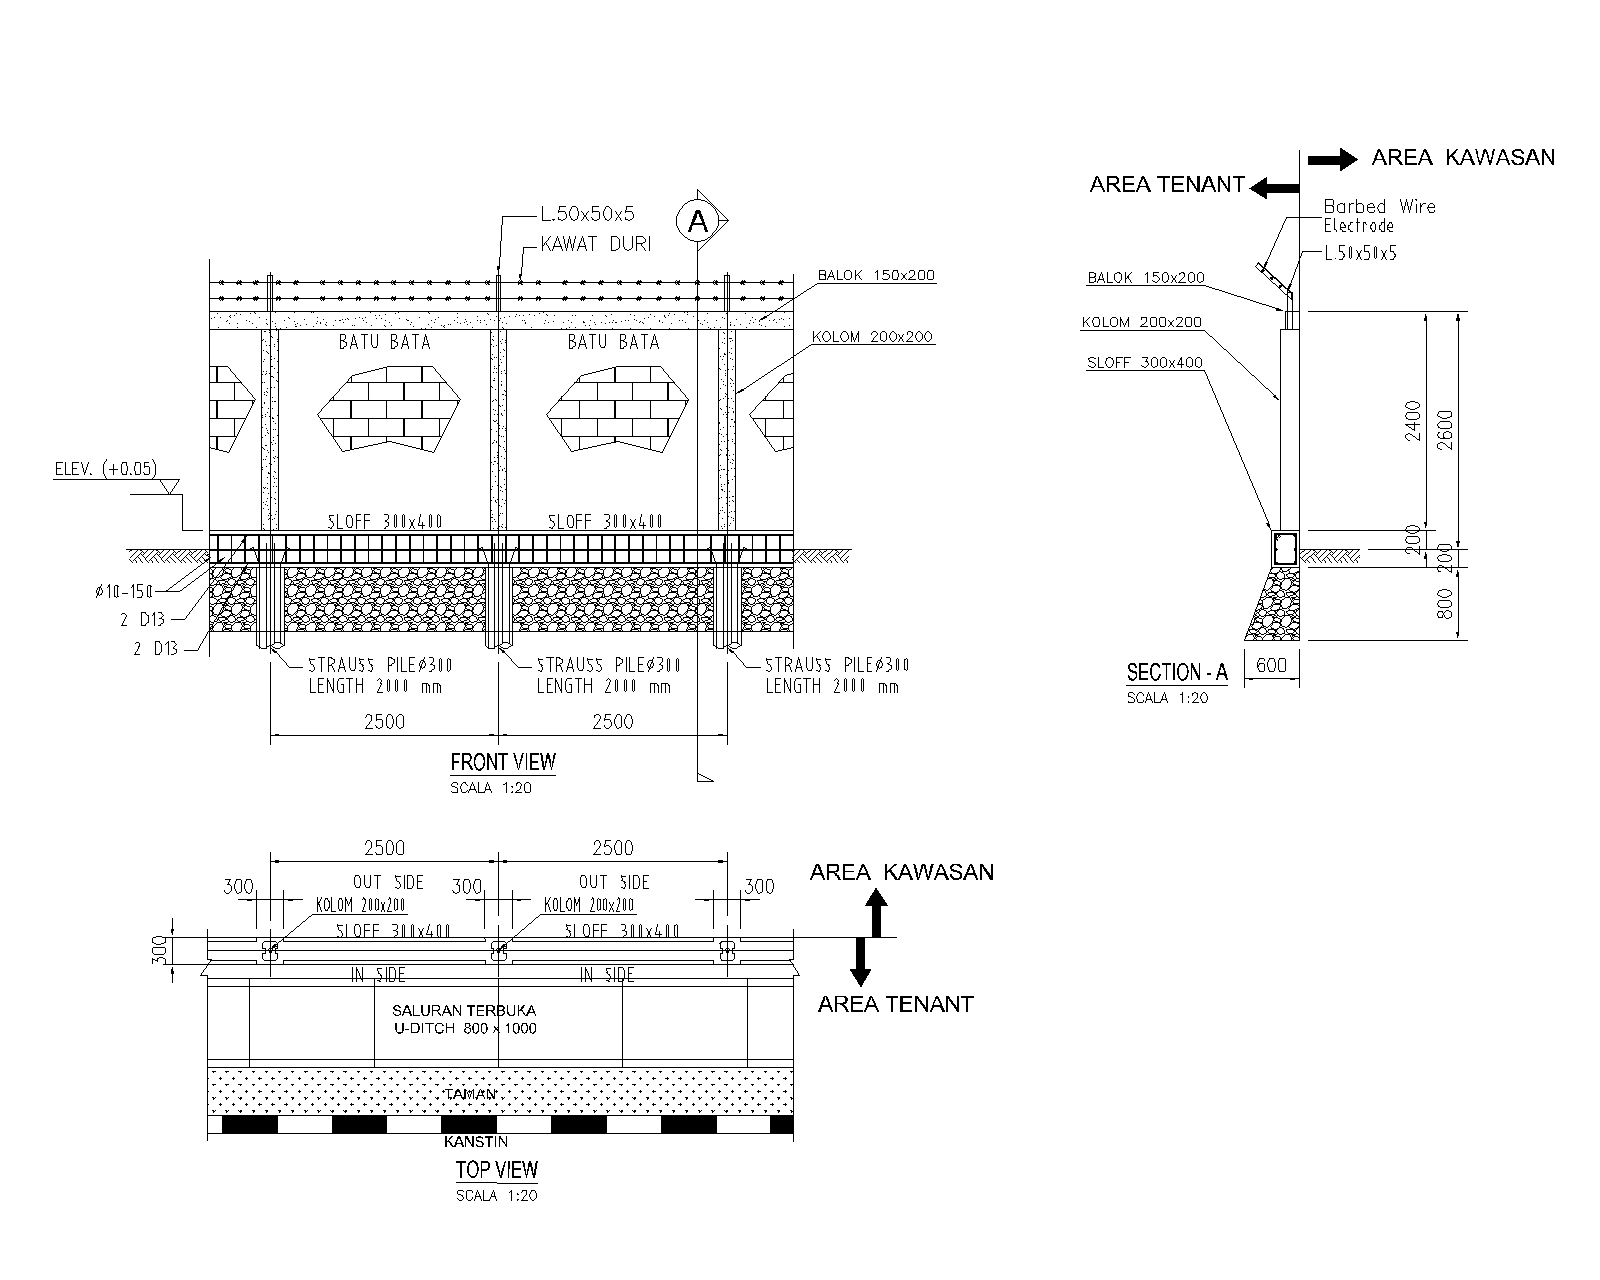 L.50x50x5
KAWAT DURI
A
BALOK 150x200
BATU BATA
BATU BATA
KOLOM 200x200
ELEV. (+0.05)
SLOFF 300x400
SLOFF 300x400
Ø10-150
2 D13
2 D13
STRAUSS PILEØ300
LENGTH 2000 mm
STRAUSS PILEØ300
LENGTH 2000 mm
STRAUSS PILEØ300
LENGTH 2000 mm
2500
2500
FRONT VIEW
SCALA 1:20
AREA KAWASAN
AREA TENANT
Barbed Wire
Electrode
L.50x50x5
BALOK 150x200
KOLOM 200x200
SLOFF 300x400
2400
2600
200
200
800
600
SECTION - A
SCALA 1:20
2500
2500
300
OUT SIDE
300
OUT SIDE
300
KOLOM 200x200
KOLOM 200x200
SLOFF 300x400
SLOFF 300x400
300
IN SIDE
IN SIDE
AREA KAWASAN
AREA TENANT
SALURAN TERBUKA
U-DITCH 800 x 1000
TAMAN
KANSTIN
TOP VIEW
SCALA 1:20